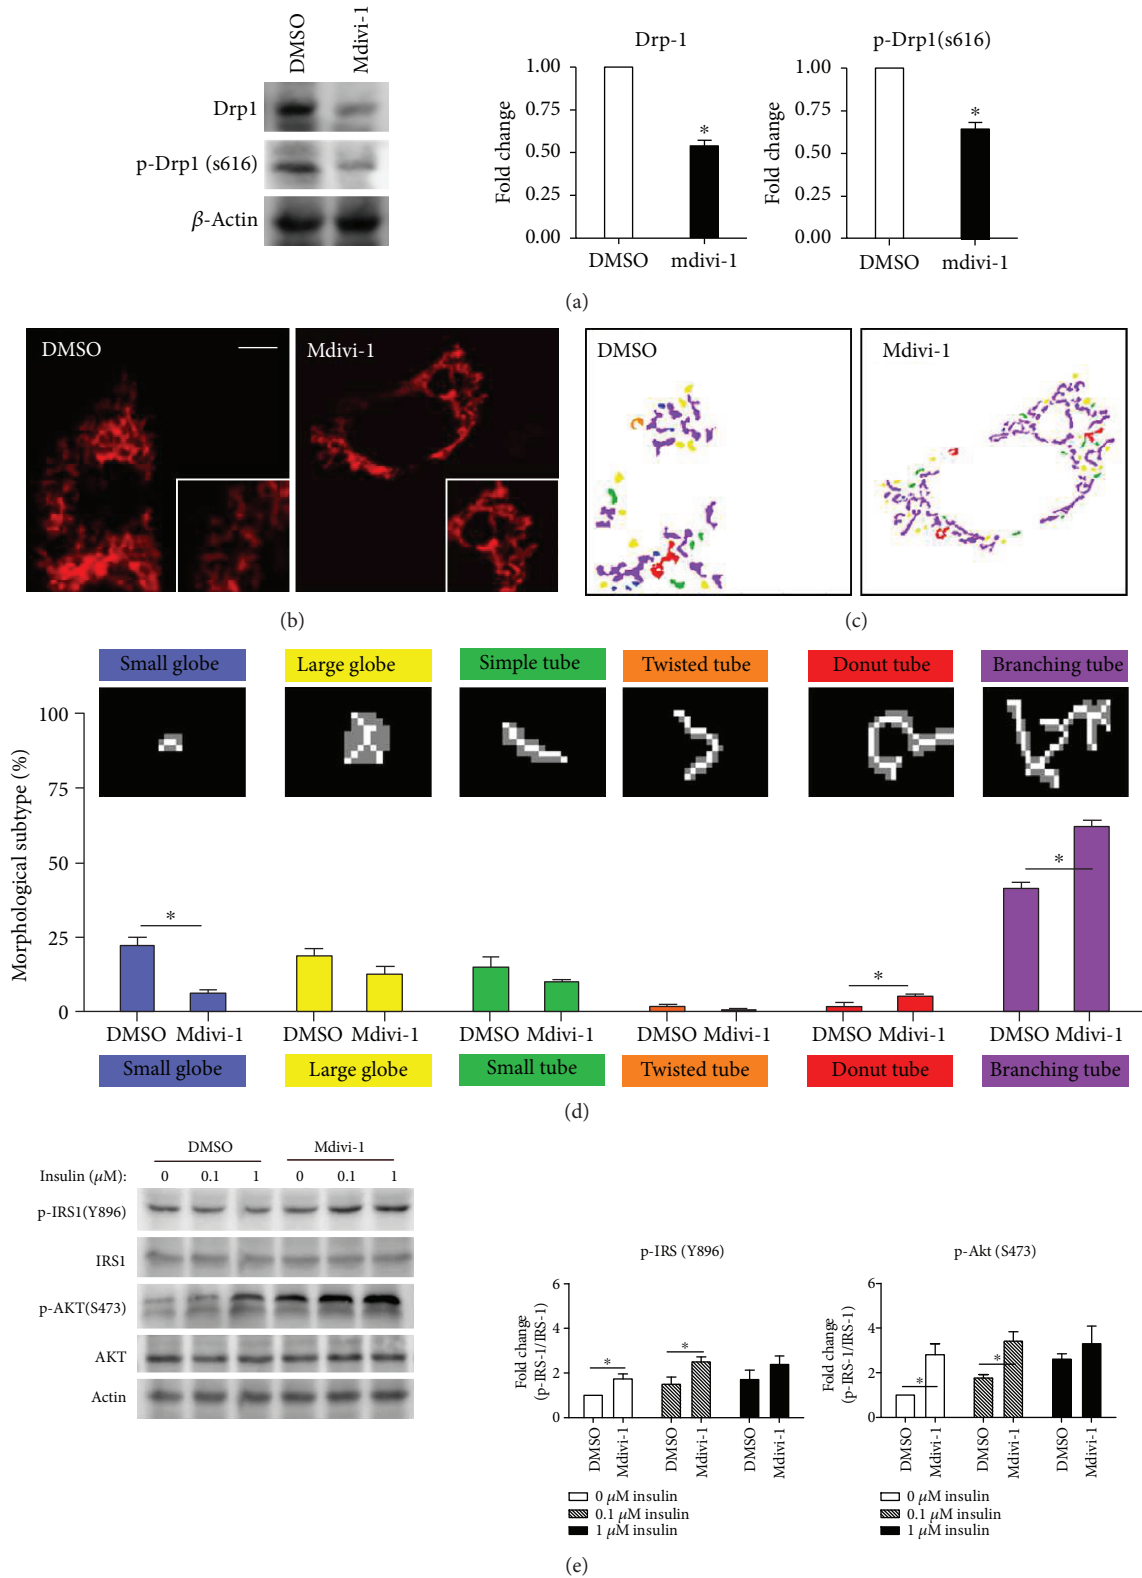 DMSO
Mdivi-1
Drp1
p-Drp1 (s616)
β-Actin
Drp-1
Fold change
1.00
0.75
0.50
0.25
0.00
*
DMSO mdivi-1
p-Drp1(s616)
Fold change
1.00
0.75
0.50
0.25
0.00
*
DMSO mdivi-1
(a)
DMSO
Mdivi-1
(b)
DMSO
Mdivi-1
(c)
Small globe Large globe Simple tube Twisted tube Donut tube Branching tube
Morphological subtype (%)
100
75
50
25
0
*
*
*
DMSO Mdivi-1 DMSO Mdivi-1 DMSO Mdivi-1 DMSO Mdivi-1 DMSO Mdivi-1 DMSO Mdivi-1
Small globe Large globe Small tube Twisted tube Donut tube Branching tube
(d)
DMSO Mdivi-1
Insulin (μM): 0 0.1 1 0 0.1 1
p-IRS1(Y896)
IRS1
p-AKT(S473)
AKT
Actin
p-IRS (Y896)
Fold change
(p-IRS-1/IRS-1)
6
4
2
0
*
*
DMSO Mdivi-1 DMSO Mdivi-1 DMSO Mdivi-1
0 μM insulin
0.1 μM insulin
1 μM insulin
p-Akt (S473)
Fold change
(p-IRS-1/IRS-1)
6
4
2
0
*
*
DMSO Mdivi-1 DMSO Mdivi-1 DMSO Mdivi-1
0 μM insulin
0.1 μM insulin
1 μM insulin
(e)